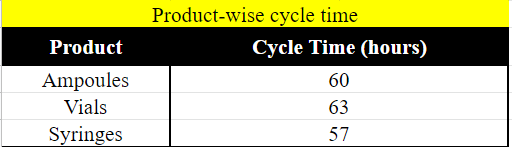 Product-wise cycle time
Product Cycle Time (hours)
Ampoules 60
Vials 63
Syringes 57